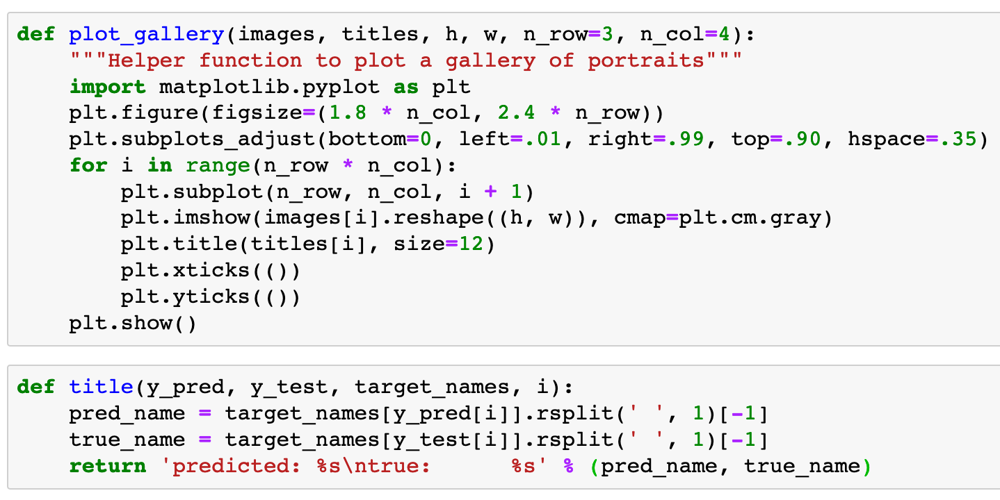 def plot_gallery(images, titles, h, w, n_row=3, n_col=4):
    """Helper function to plot a gallery of portraits"""
    import matplotlib.pyplot as plt
    plt.figure(figsize=(1.8 * n_col, 2.4 * n_row))
    plt.subplots_adjust(bottom=0, left=.01, right=.99, top=.90, hspace=.35)
    for i in range(n_row * n_col):
        plt.subplot(n_row, n_col, i + 1)
        plt.imshow(images[i].reshape((h, w)), cmap=plt.cm.gray)
        plt.title(titles[i], size=12)
        plt.xticks(())
        plt.yticks(())
    plt.show()
def title(y_pred, y_test, target_names, i):
    pred_name = target_names[y_pred[i]].rsplit(' ', 1)[-1]
    true_name = target_names[y_test[i]].rsplit(' ', 1)[-1]
    return 'predicted: %s\ntrue:      %s' % (pred_name, true_name)